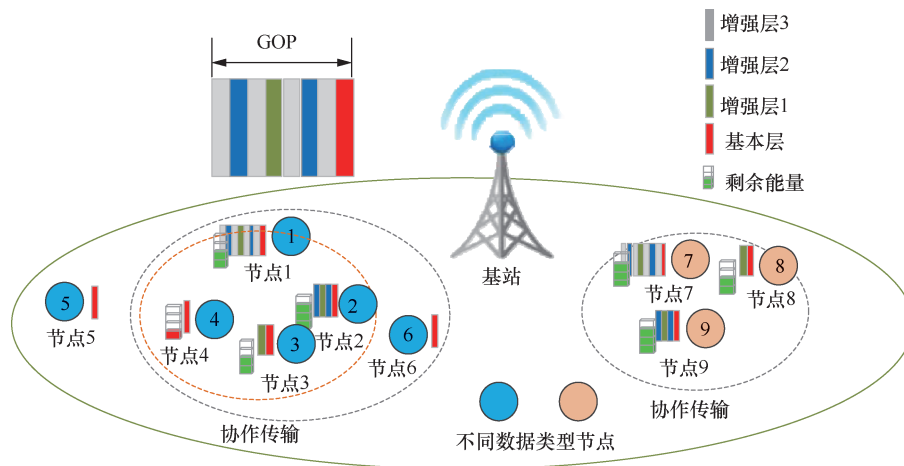 GOP
增强层3
增强层2
增强层1
基本层
剩余能量
基站
1
节点1
2
节点2
3
节点3
4
节点4
5
节点5
6
节点6
协作传输
7
节点7
8
节点8
9
节点9
协作传输
不同数据类型节点